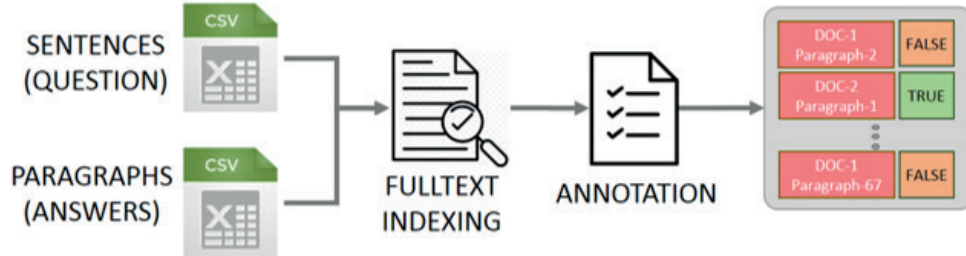 SENTENCES
(QUESTION)
CSV
PARAGRAPHS
(ANSWERS)
CSV
FULLTEXT
INDEXING
ANNOTATION
DOC-1
Paragraph-2
FALSE
DOC-2
Paragraph-1
TRUE
DOC-1
Paragraph-67
FALSE